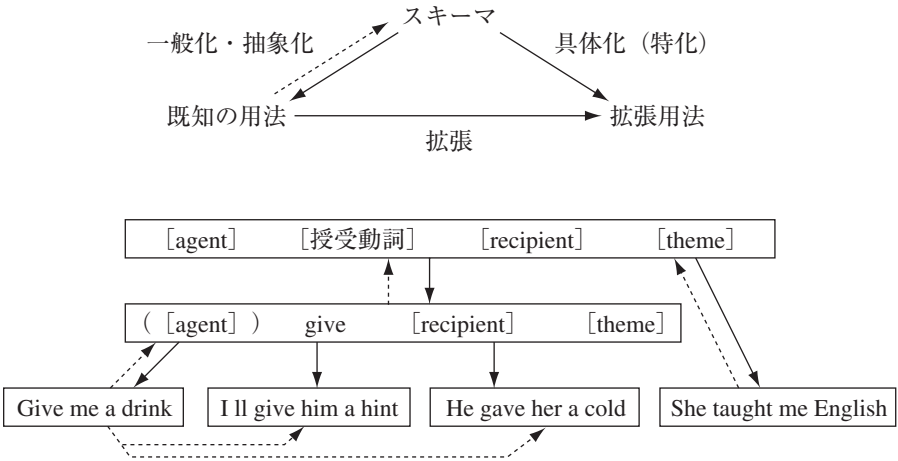 スキーマ
一般化・抽象化
具体化（特化）
既知の用法
拡張用法
拡張
［agent］ ［授受動詞］ ［recipient］ ［theme］
（［agent］） give ［recipient］ ［theme］
Give me a drink
I ll give him a hint
He gave her a cold
She taught me English